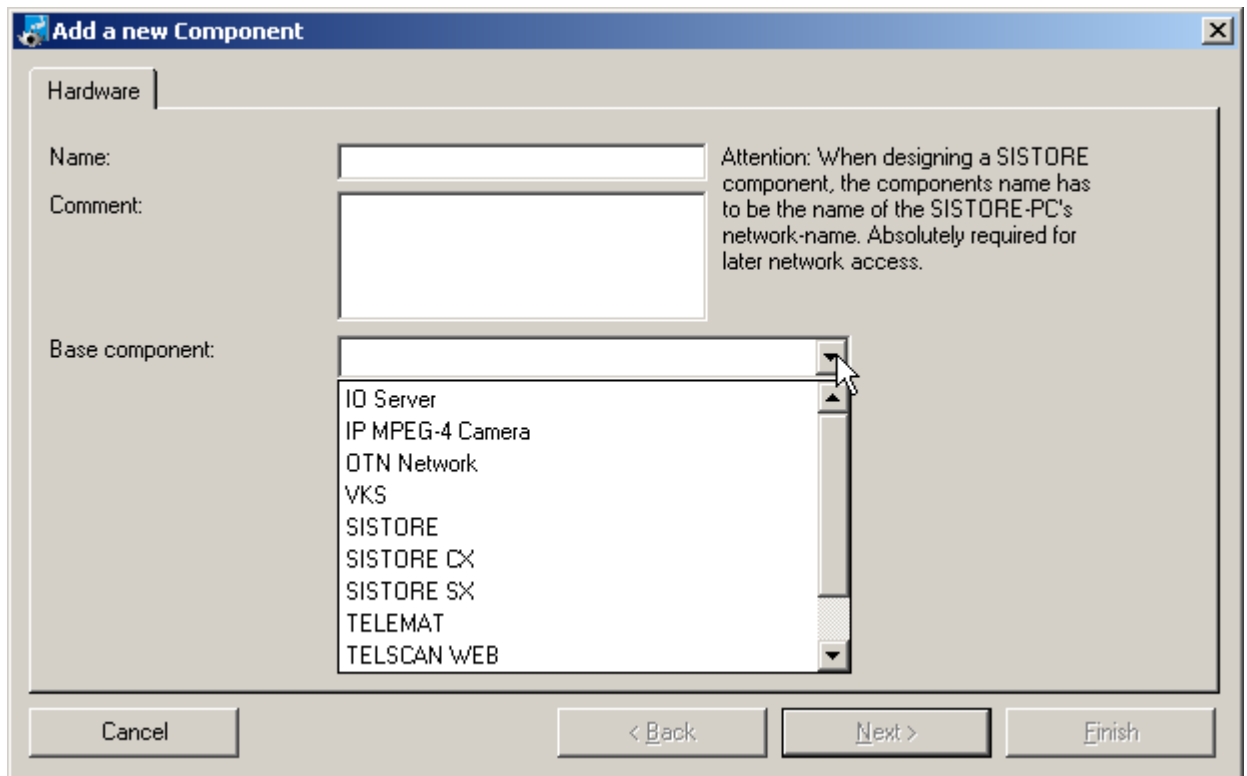 Add a new Component
Hardware
Name:
Attention: When designing a SISTORE
component, the components name has
to be the name of the SISTORE-PC's
network-name. Absolutely required for
later network access.
Comment:
Base component:
IO Server
IP MPEG-4 Camera
OTN Network
VKS
SISTORE
SISTORE CX
SISTORE SX
TELEMAT
TELSCAN WEB
Cancel
< Back
Next >
Finish